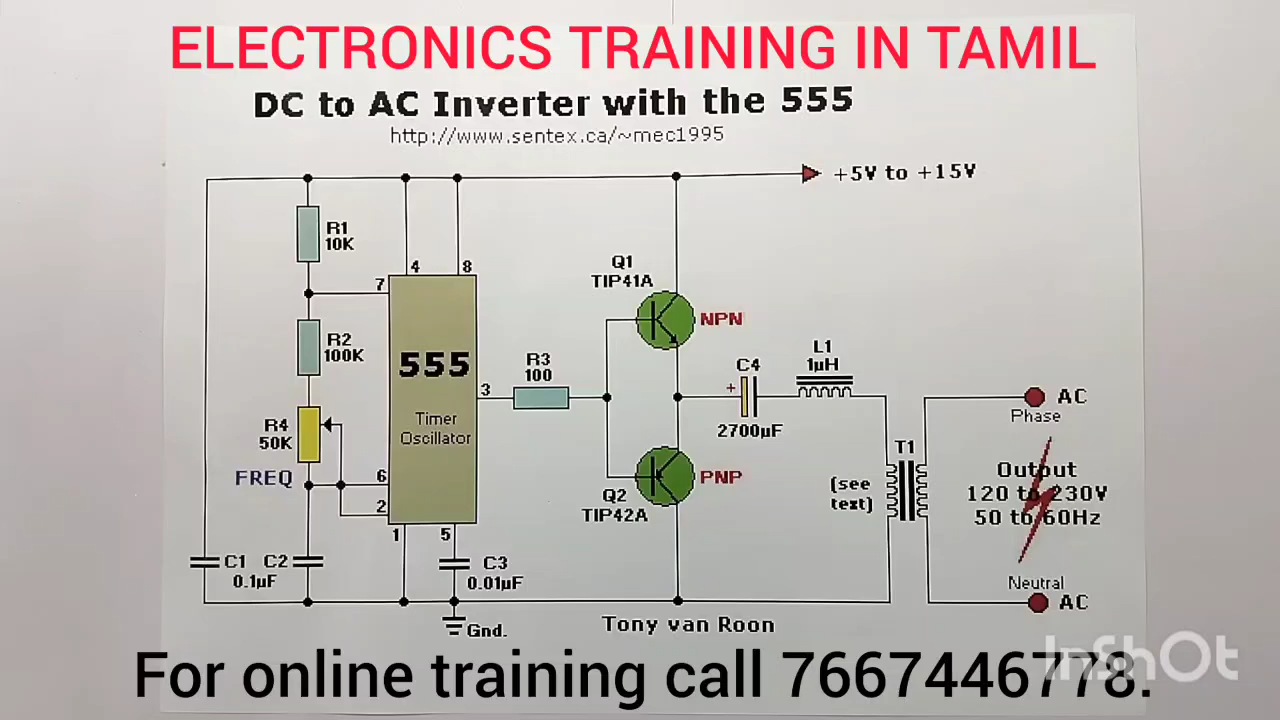 ELECTRONICS TRAINING IN TAMIL
DC to AC Inverter with the 555
http://www.sentex.ca/~mec1995
+5V to +15V
R1
10K
4
8
Q1
TIP41A
7
NPN
R2
100K
555
Timer
Oscillator
3
R3
100
C4
+
2700µF
L1
1µH
AC
Phase
R4
50K
FREQ
6
2
1
5
Q2
TIP42A
PNP
T1
(see
text)
Output
120 to 230V
50 to 60Hz
C1
C2
0.1µF
C3
0.01µF
Neutral
AC
Gnd.
Tony van Roon
For online training call 7667446778.
InShOt